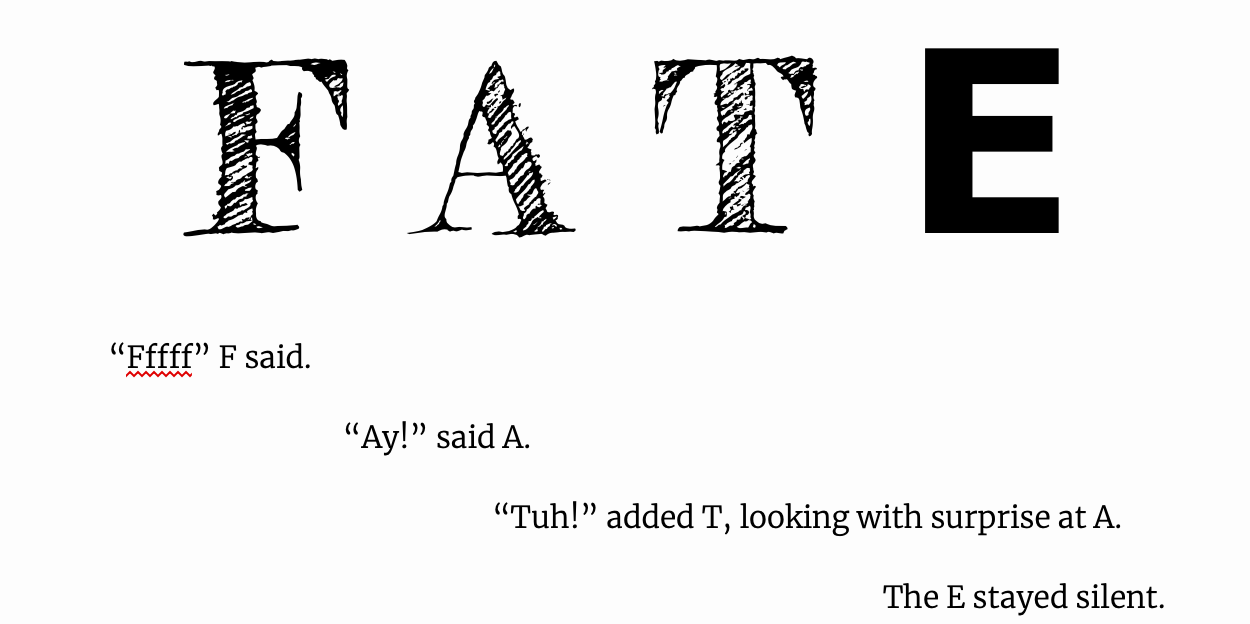 F A T E
“Fffff” F said.
“Ay!” said A.
“Tuh!” added T, looking with surprise at A.
The E stayed silent.